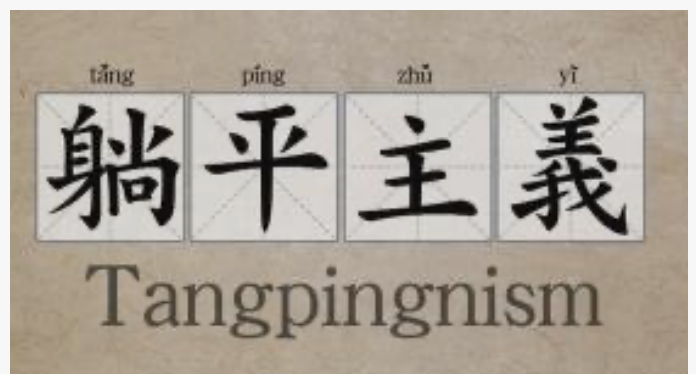 tǎng píng zhǔ yì
躺平主義
Tangpingnism